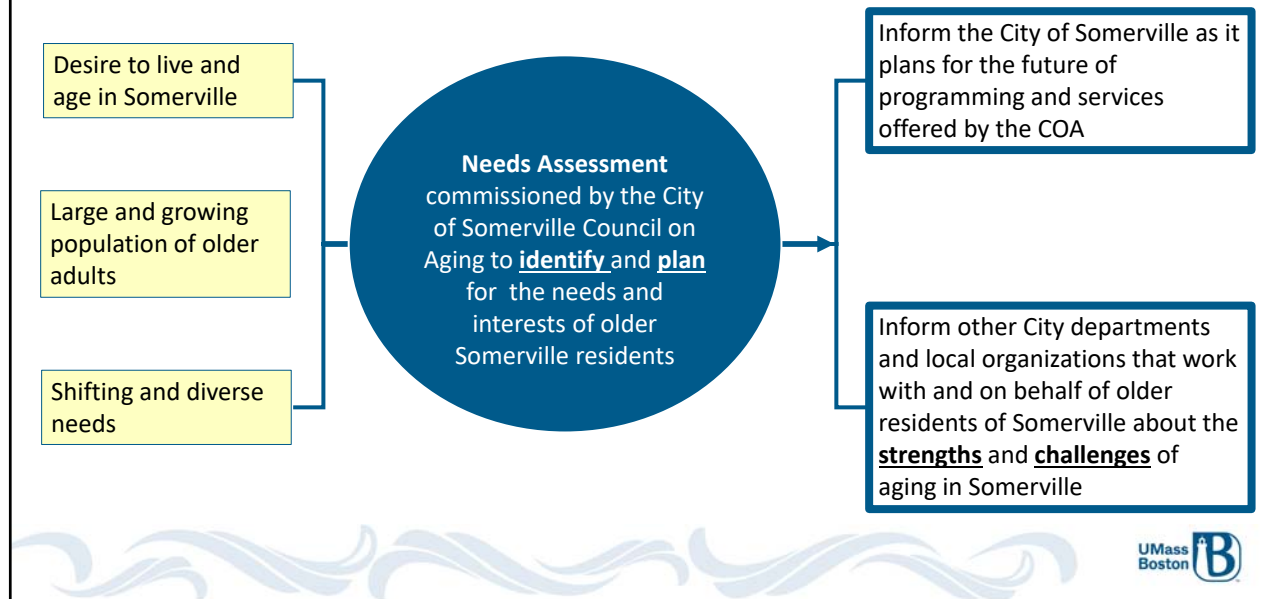 Desire to live and
age in Somerville
Large and growing
population of older
adults
Shifting and diverse
needs
Needs Assessment
commissioned by the City
of Somerville Council on
Aging to identify and plan
for the needs and
interests of older
Somerville residents
Inform the City of Somerville as it
plans for the future of
programming and services
offered by the COA
Inform other City departments
and local organizations that work
with and on behalf of older
residents of Somerville about the
strengths and challenges of
aging in Somerville
UMass
Boston
B